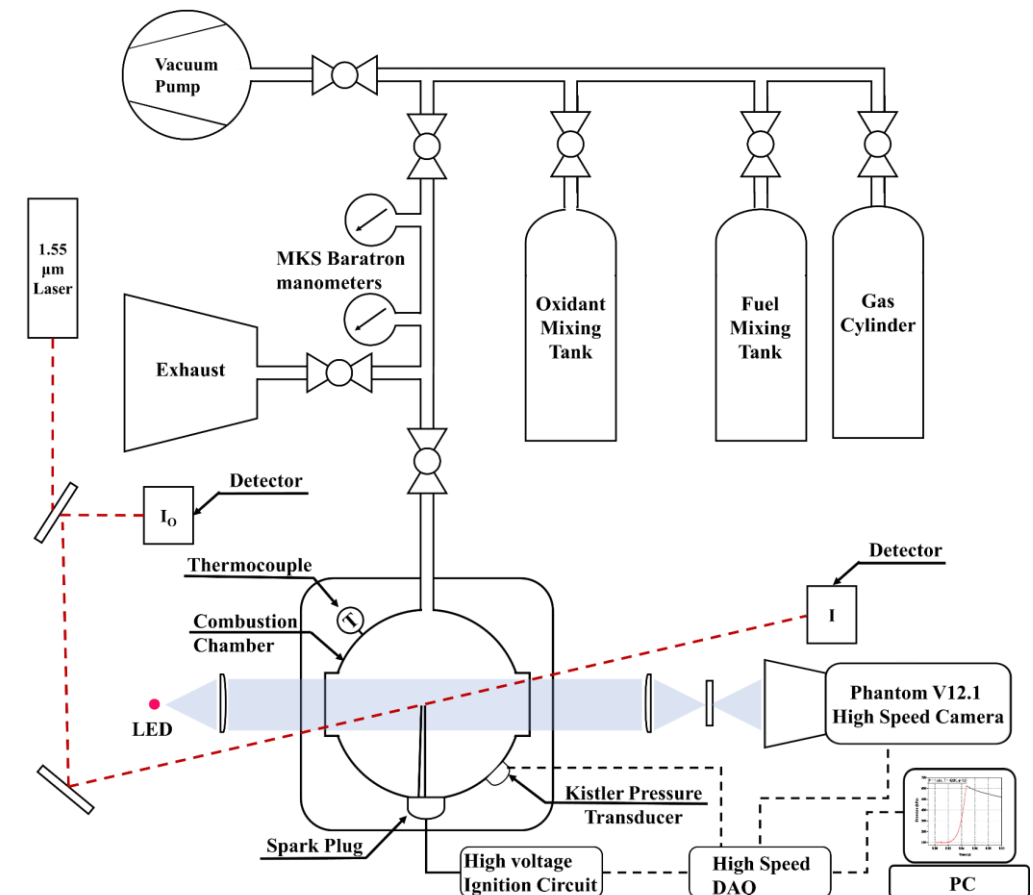 Vacuum
Pump
1.55
μm
Laser
MKS Baratron
manometers
Oxidant
Mixing
Tank
Fuel
Mixing
Tank
Gas
Cylinder
Exhaust
Detector
I₀
Thermocouple
T
Combustion
Chamber
Detector
I
LED
Phantom V12.1
High Speed Camera
Kistler Pressure
Transducer
Spark Plug
High voltage
Ignition Circuit
High Speed
DAQ
PC